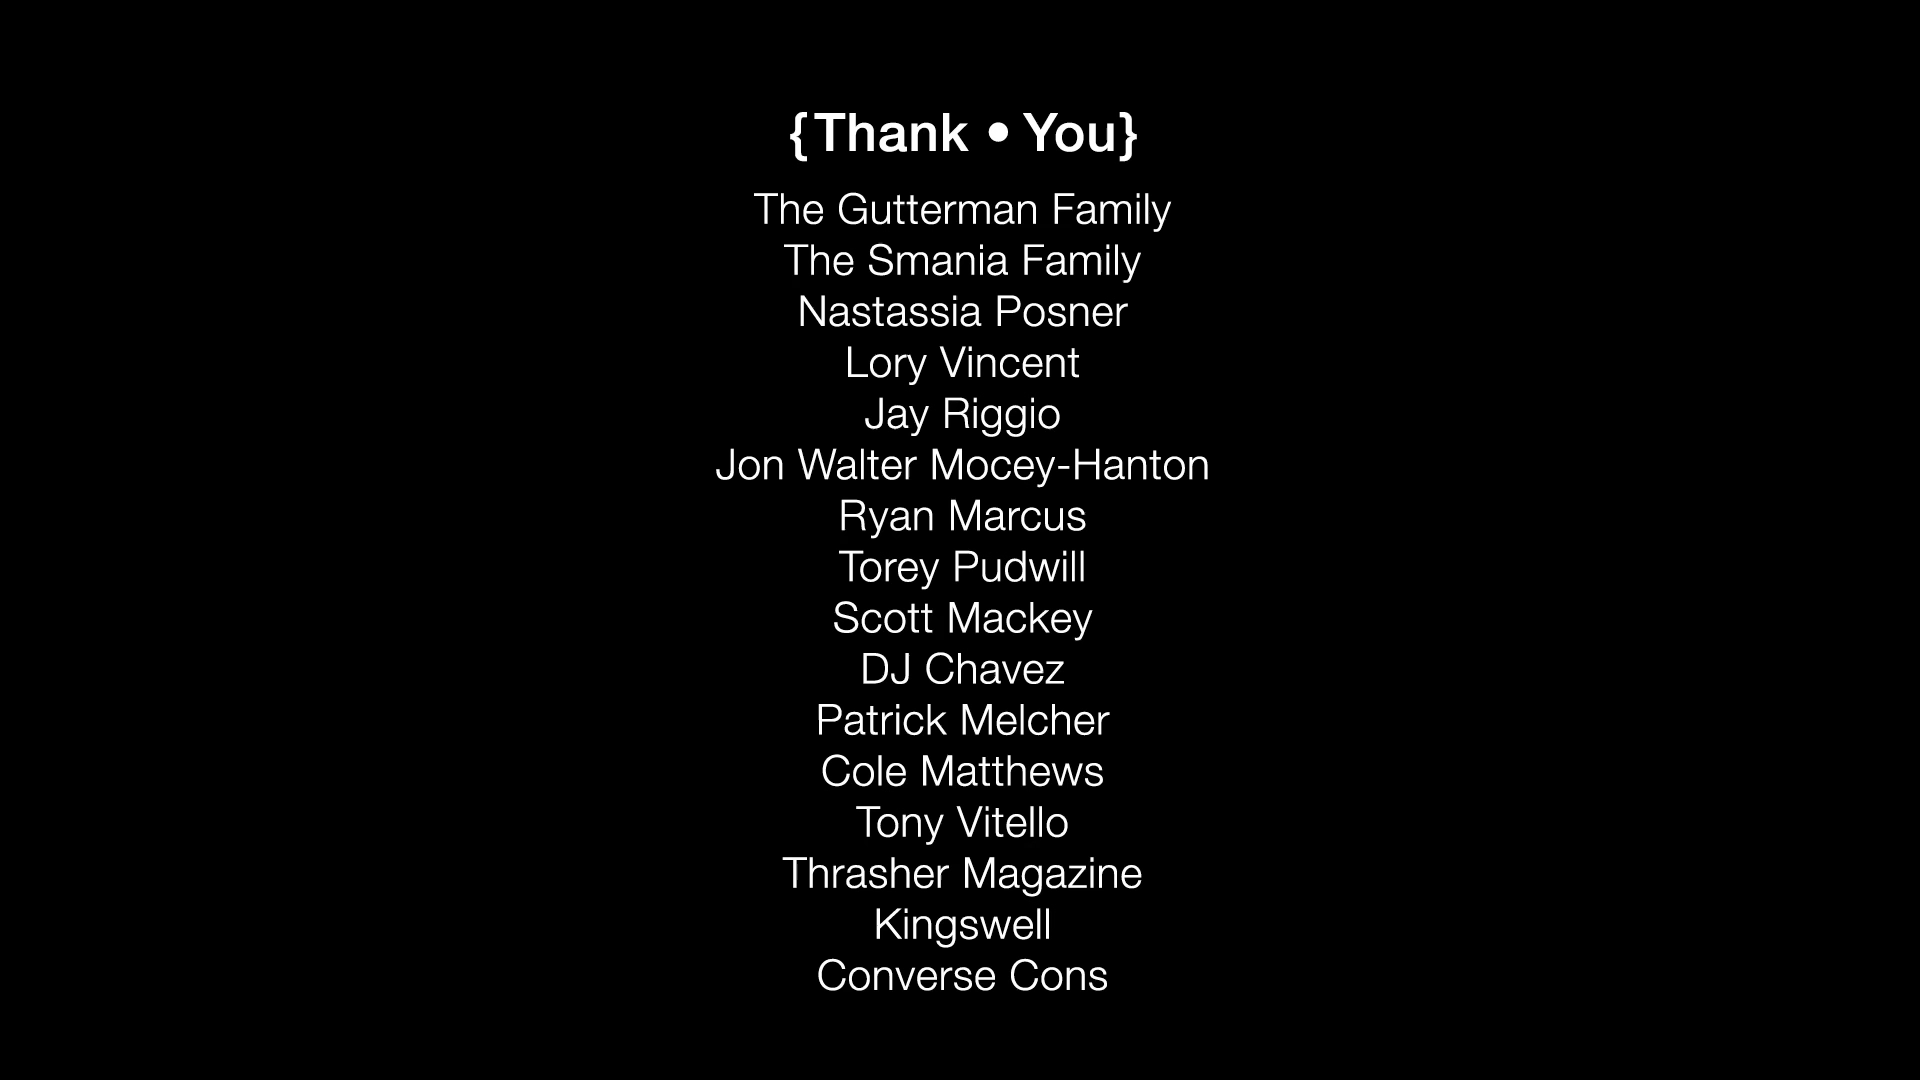 {Thank • You}
The Gutterman Family
The Smania Family
Nastassia Posner
Lory Vincent
Jay Riggio
Jon Walter Mocey-Hanton
Ryan Marcus
Torey Pudwill
Scott Mackey
DJ Chavez
Patrick Melcher
Cole Matthews
Tony Vitello
Thrasher Magazine
Kingswell
Converse Cons